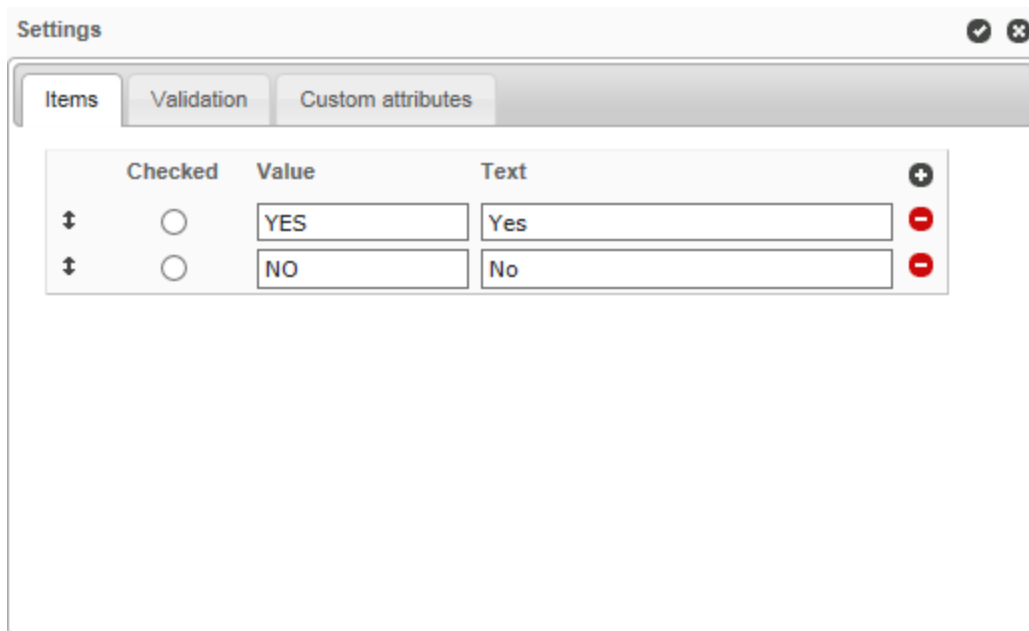 Settings
Items Validation Custom attributes
Checked Value Text
YES Yes
NO No